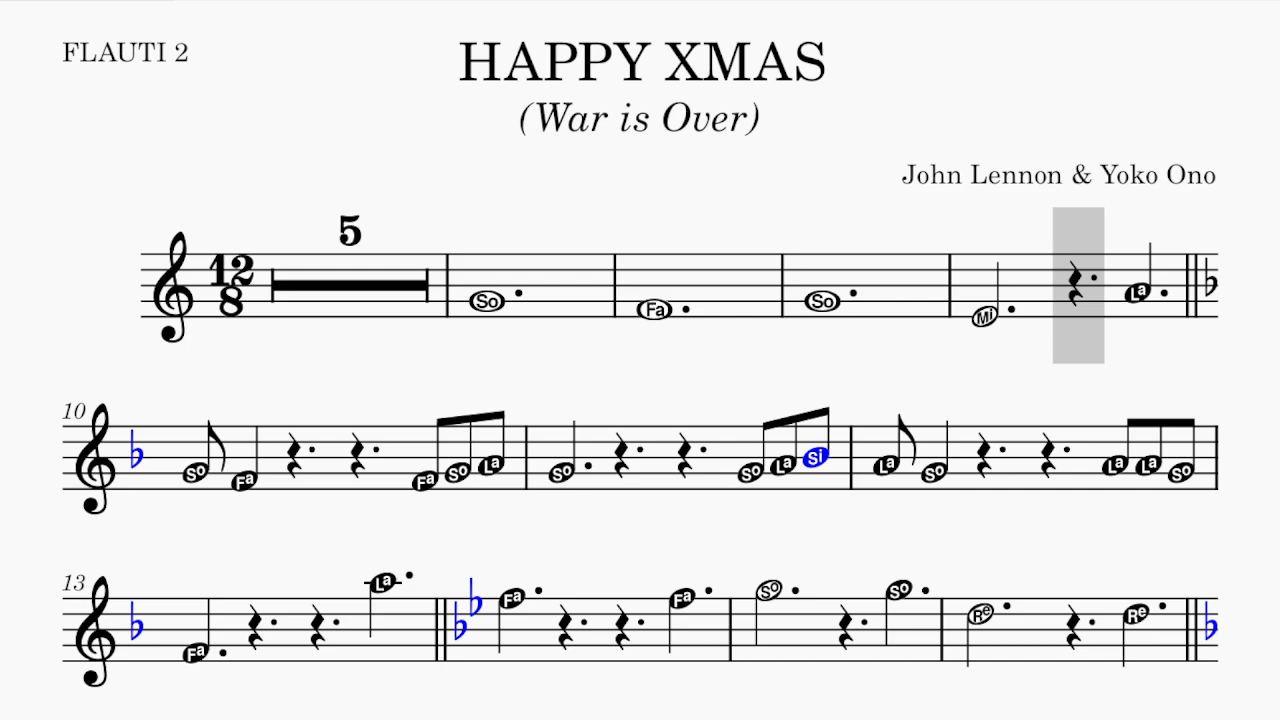 FLAUTI 2
HAPPY XMAS
(War is Over)
John Lennon & Yoko Ono
5
12
8
So Fa So Mi La
10
So Fa Fa So La So So La Si La So La La So
13
Fa La Fa Fa So So Re Re